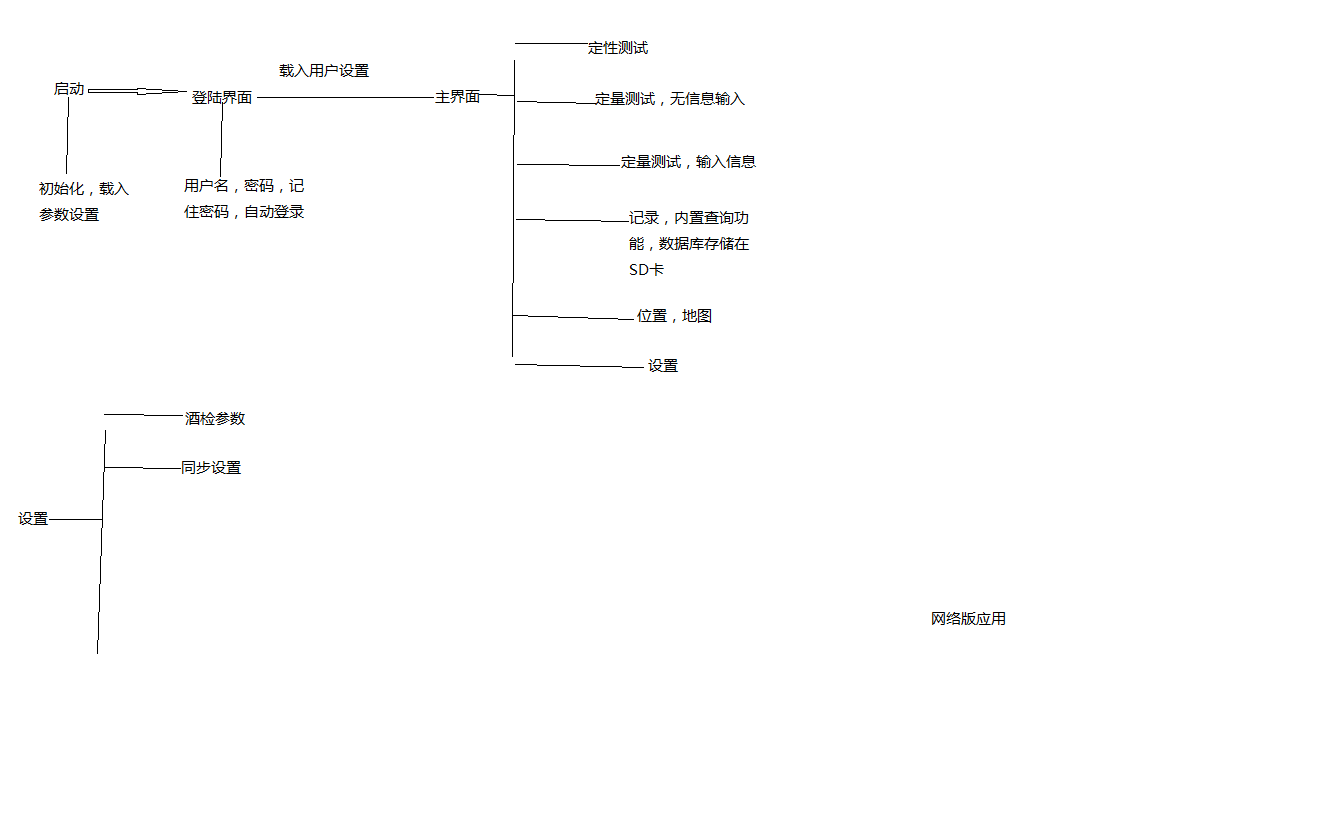 定性测试
载入用户设置
启动
登陆界面
主界面
定量测试，无信息输入
定量测试，输入信息
初始化，载入
参数设置
用户名，密码，记
住密码，自动登录
记录，内置查询功
能，数据库存储在
SD卡
位置，地图
设置
酒检参数
同步设置
设置
网络版应用